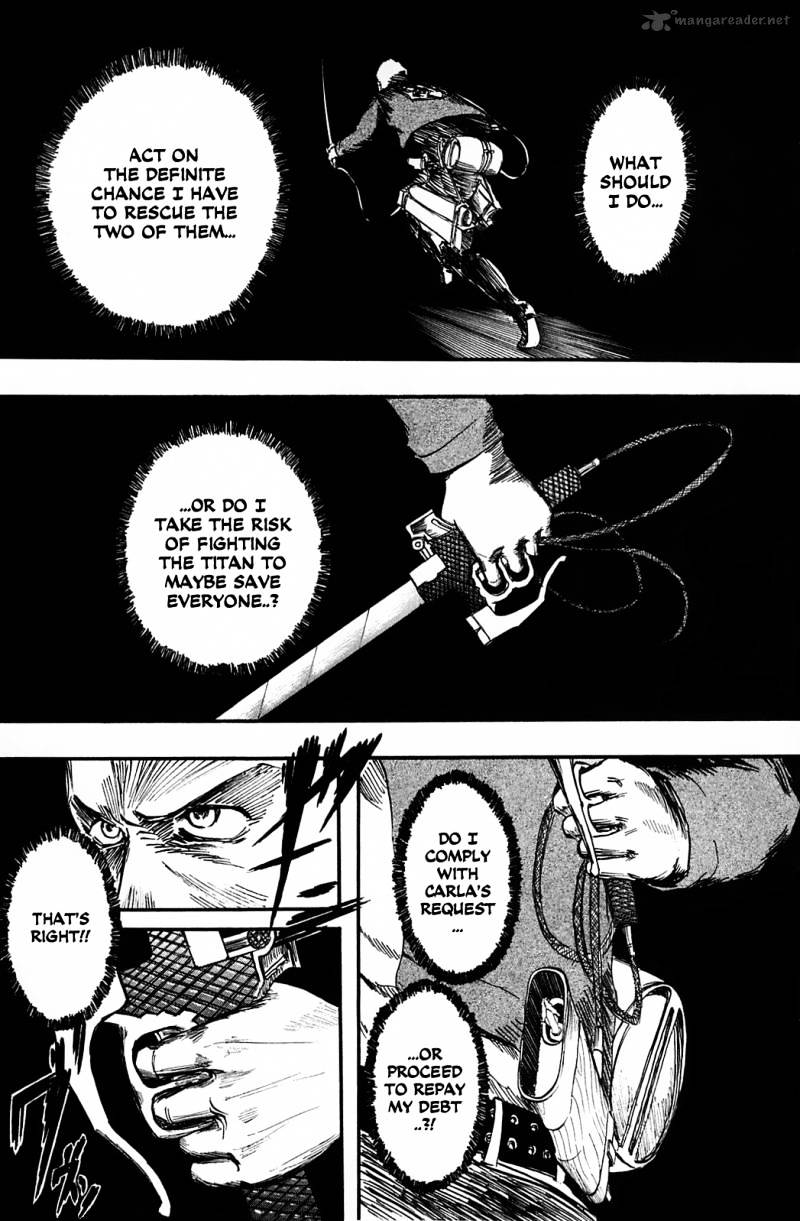 mangareader.net
WHAT
SHOULD
I DO...
ACT ON
THE DEFINITE
CHANCE I HAVE
TO RESCUE THE
TWO OF THEM...
...OR DO I
TAKE THE RISK
OF FIGHTING
THE TITAN TO
MAYBE SAVE
EVERYONE..?
DO I
COMPLY
WITH
CARLA'S
REQUEST
...
...OR
PROCEED
TO REPAY
MY DEBT
..?!
THAT'S
RIGHT!!